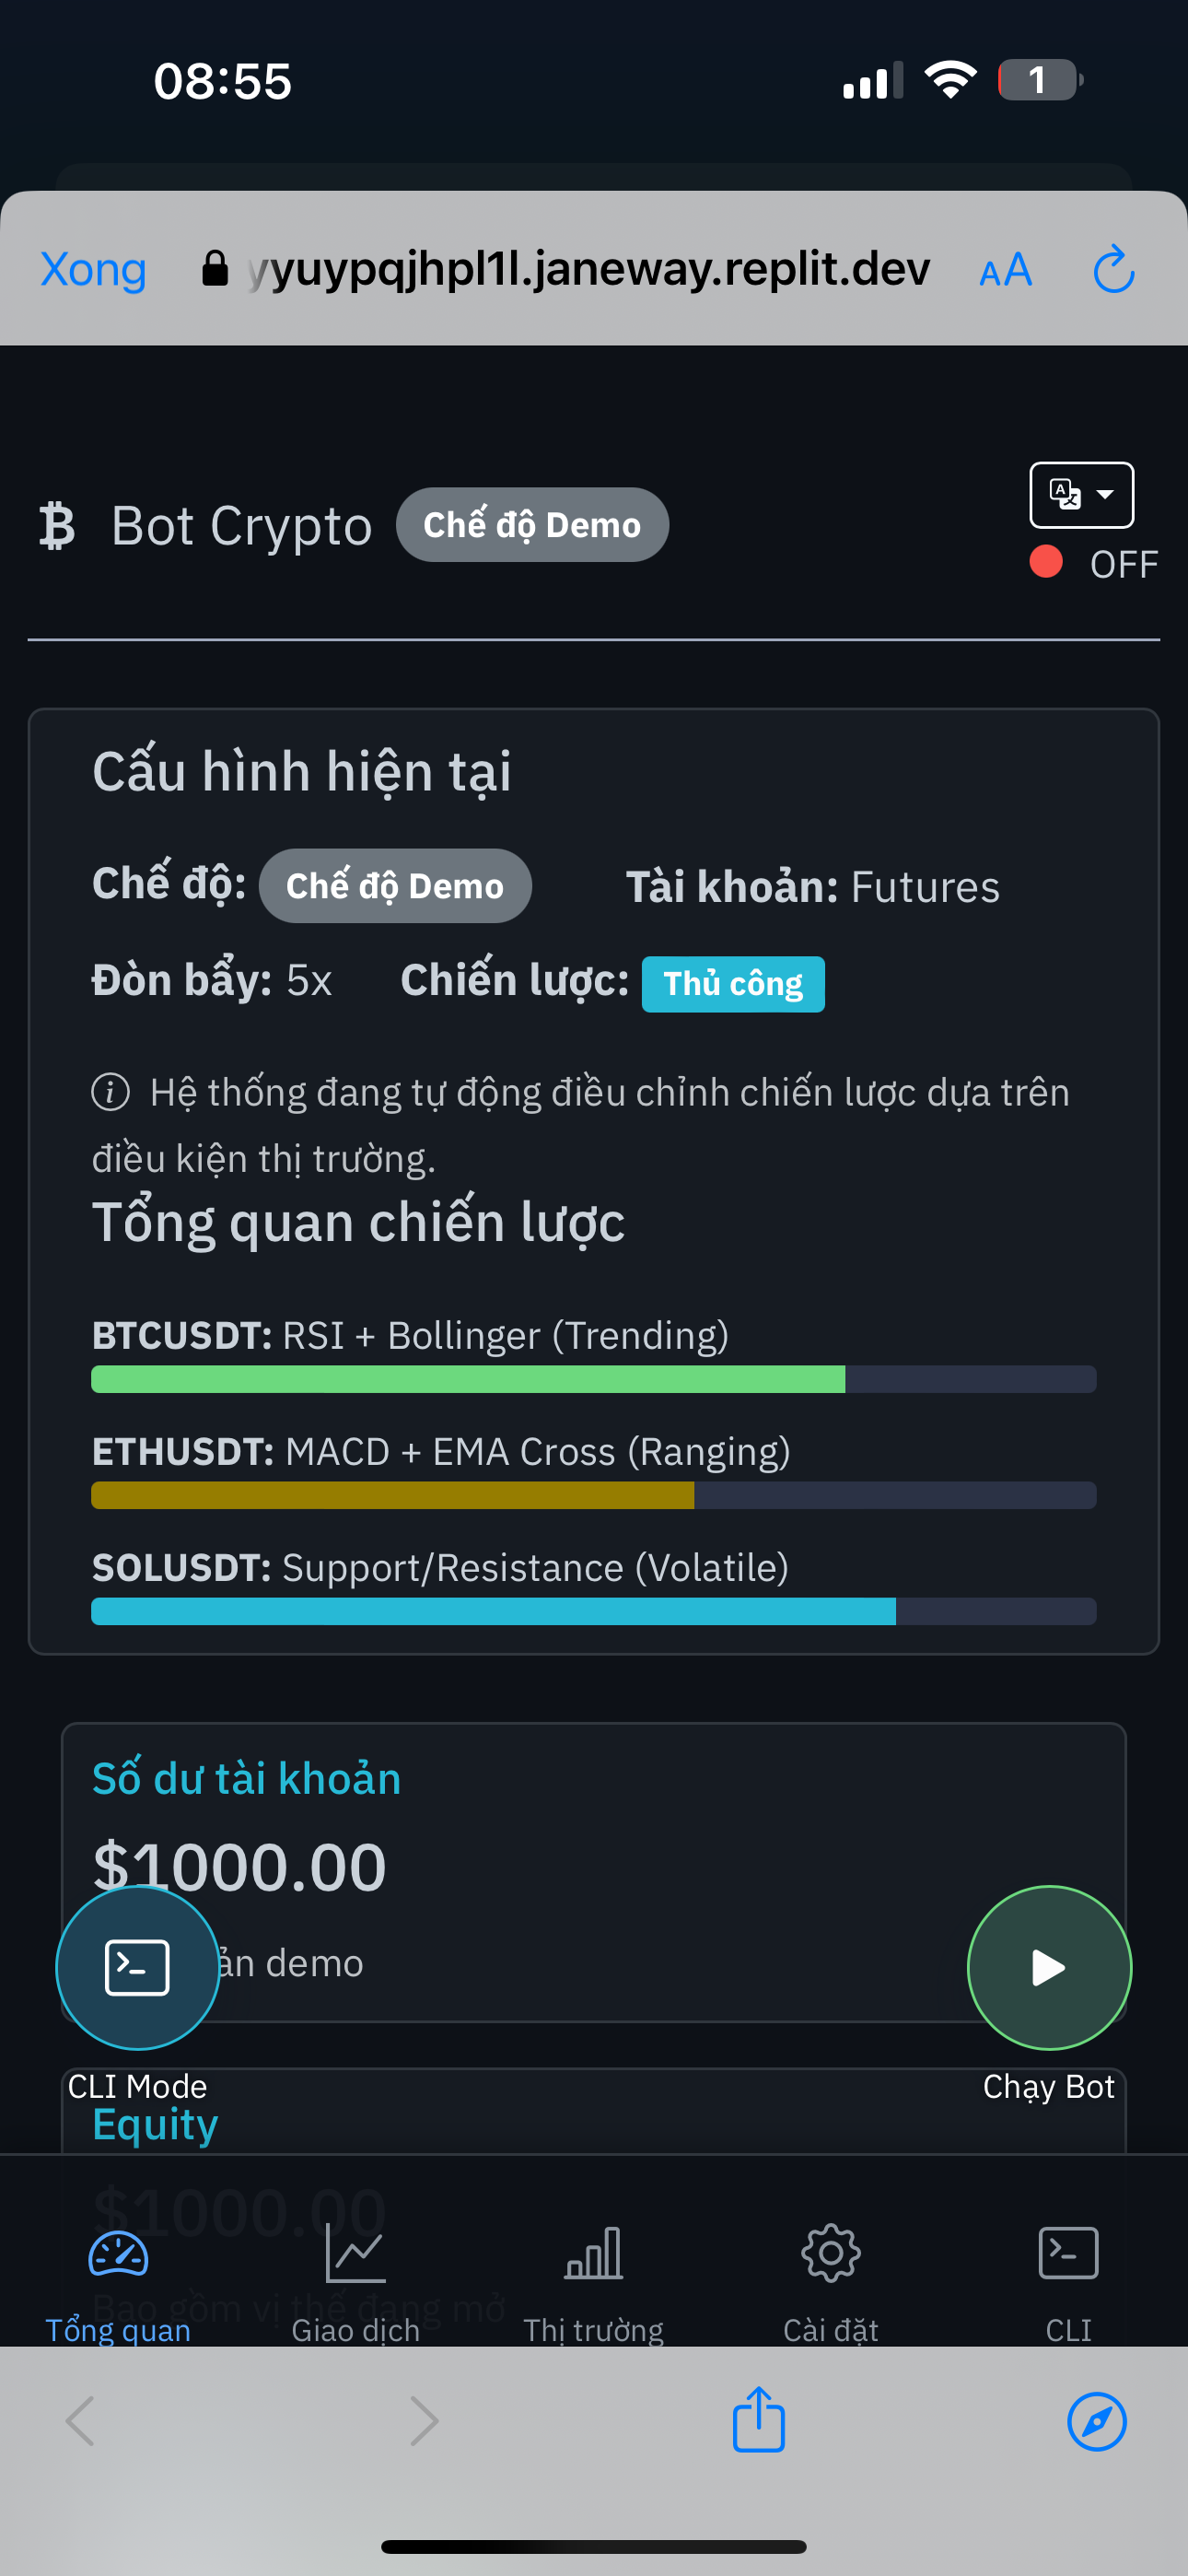 08:55
1
Xong
yyuypqjhpl1l.janeway.replit.dev
AA
Bot Crypto
Chế độ Demo
OFF
Cấu hình hiện tại
Chế độ: Chế độ Demo
Tài khoản: Futures
Đòn bẩy: 5x
Chiến lược: Thủ công
Hệ thống đang tự động điều chỉnh chiến lược dựa trên
điều kiện thị trường.
Tổng quan chiến lược
BTCUSDT: RSI + Bollinger (Trending)
ETHUSDT: MACD + EMA Cross (Ranging)
SOLUSDT: Support/Resistance (Volatile)
Số dư tài khoản
$1000.00
demo
CLI Mode
Chạy Bot
Equity
$1000.00
Bao gồm vị thế đang mở
Tổng quan
Giao dịch
Thị trường
Cài đặt
CLI